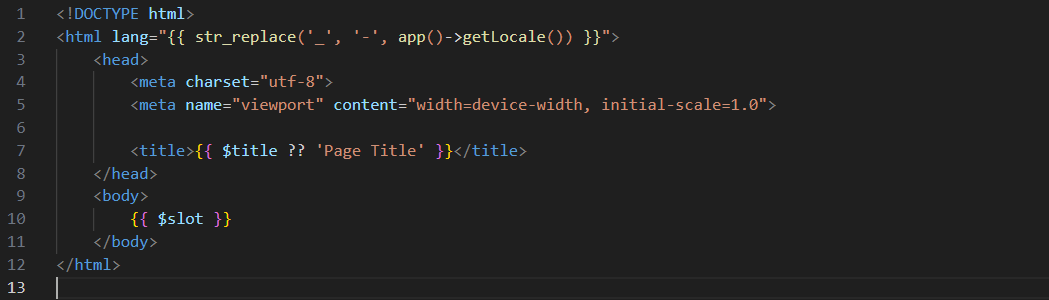 1 <!DOCTYPE html>
2 <html lang="{{ str_replace('_', '-', app()->getLocale()) }}">
3     <head>
4         <meta charset="utf-8">
5         <meta name="viewport" content="width=device-width, initial-scale=1.0">
6
7         <title>{{ $title ?? 'Page Title' }}</title>
8     </head>
9     <body>
10         {{ $slot }}
11     </body>
12 </html>
13